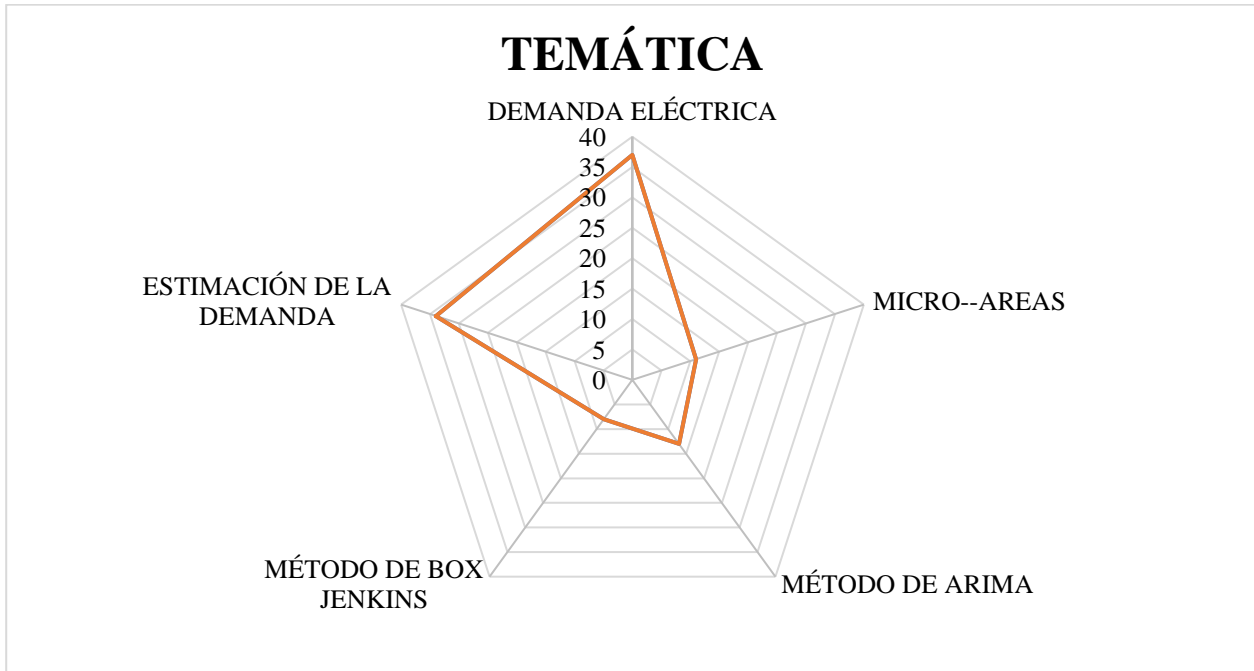 TEMÁTICA
DEMANDA ELÉCTRICA
40
35
30
25
20
15
10
5
0
ESTIMACIÓN DE LA
DEMANDA
MICRO--AREAS
MÉTODO DE BOX
JENKINS
MÉTODO DE ARIMA